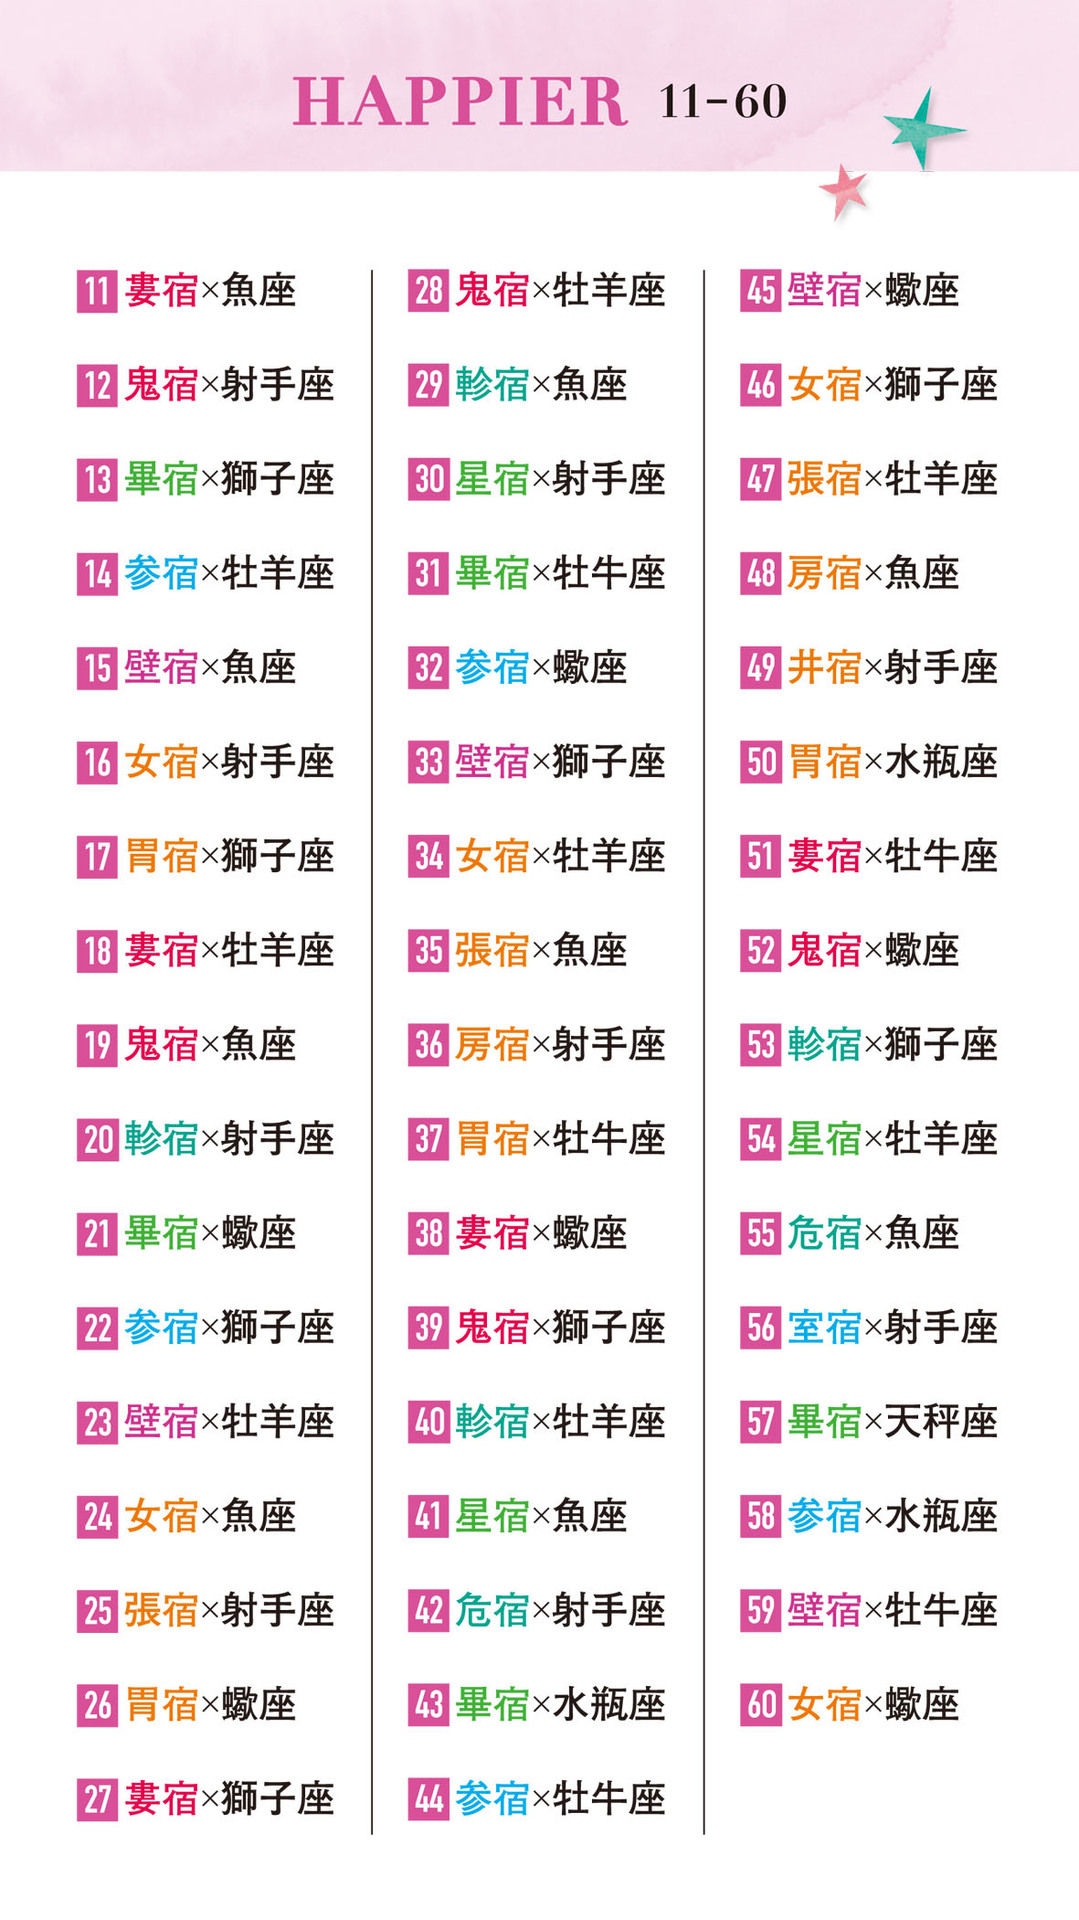 HAPPIER 11-60
11 婁宿×魚座
12 鬼宿×射手座
13 畢宿×獅子座
14 参宿×牡羊座
15 壁宿×魚座
16 女宿×射手座
17 胃宿×獅子座
18 婁宿×牡羊座
19 鬼宿×魚座
20 軫宿×射手座
21 畢宿×蠍座
22 参宿×獅子座
23 壁宿×牡羊座
24 女宿×魚座
25 張宿×射手座
26 胃宿×蠍座
27 婁宿×獅子座
28 鬼宿×牡羊座
29 軫宿×魚座
30 星宿×射手座
31 畢宿×牡牛座
32 参宿×蠍座
33 壁宿×獅子座
34 女宿×牡羊座
35 張宿×魚座
36 房宿×射手座
37 胃宿×牡牛座
38 婁宿×蠍座
39 鬼宿×獅子座
40 軫宿×牡羊座
41 星宿×魚座
42 危宿×射手座
43 畢宿×水瓶座
44 参宿×牡牛座
45 壁宿×蠍座
46 女宿×獅子座
47 張宿×牡羊座
48 房宿×魚座
49 井宿×射手座
50 胃宿×水瓶座
51 婁宿×牡牛座
52 鬼宿×蠍座
53 軫宿×獅子座
54 星宿×牡羊座
55 危宿×魚座
56 室宿×射手座
57 畢宿×天秤座
58 参宿×水瓶座
59 壁宿×牡牛座
60 女宿×蠍座